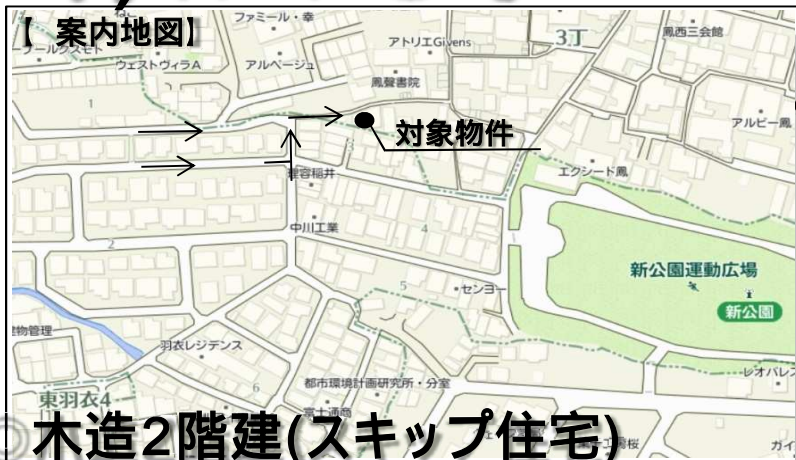 【 案内地図】
ファミール・幸
アトリエGivens
3丁
鳳西三会館
ウェストヴィラA
アルページュ
鳳聲書院
1
対象物件
アルビー鳳
3
エクシード鳳
理容稲井
中川工業
4
2
新公園運動広場
5
センヨー
新公園
建物管理
羽衣レジデンス
レオパレス
6
都市環境計画研究所・分室
東羽衣4
富士通商
木造2階建(スキップ住宅)